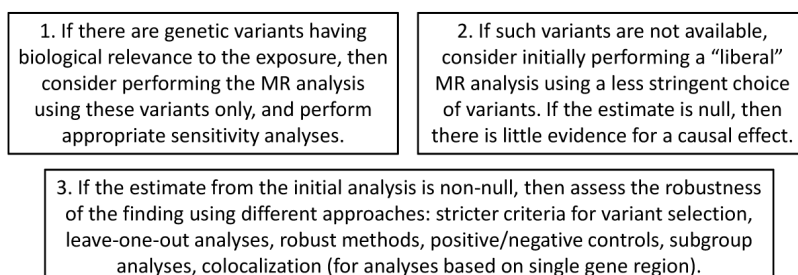 1. If there are genetic variants having
biological relevance to the exposure, then
consider performing the MR analysis
using these variants only, and perform
appropriate sensitivity analyses.
2. If such variants are not available,
consider initially performing a “liberal”
MR analysis using a less stringent choice
of variants. If the estimate is null, then
there is little evidence for a causal effect.
3. If the estimate from the initial analysis is non-null, then assess the robustness
of the finding using different approaches: stricter criteria for variant selection,
leave-one-out analyses, robust methods, positive/negative controls, subgroup
analyses, colocalization (for analyses based on single gene region).